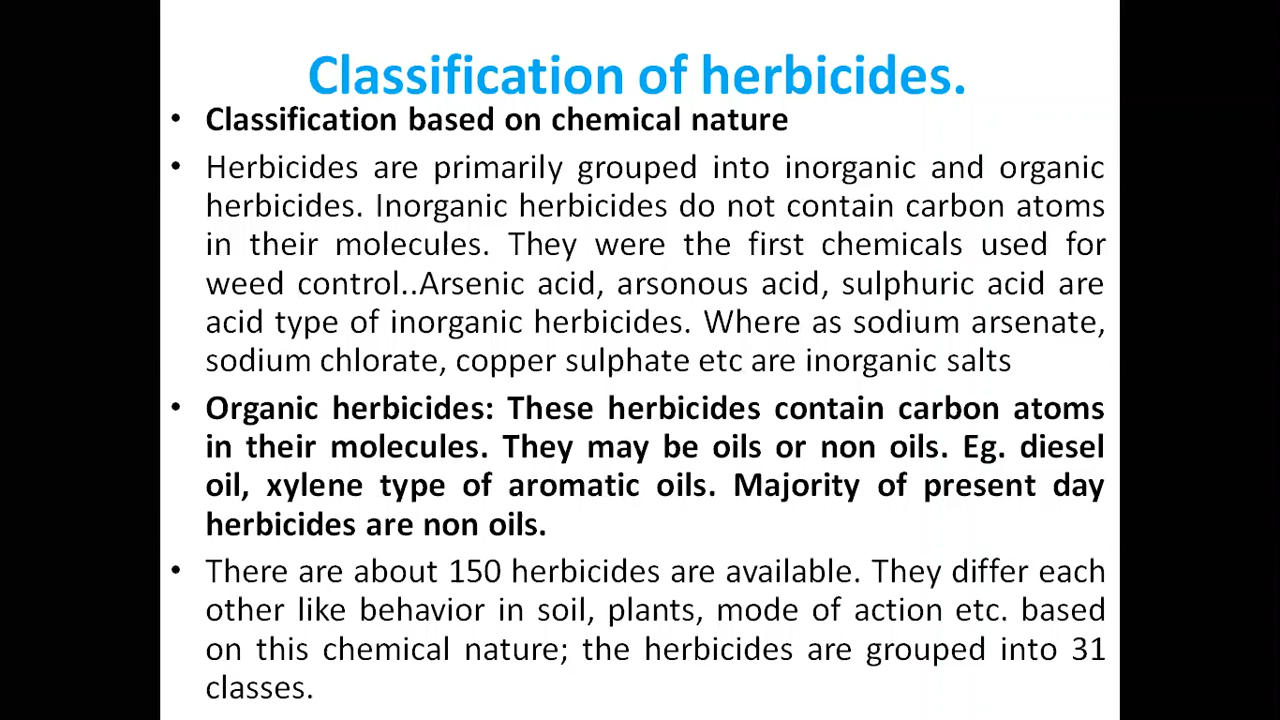 Classification of herbicides.
• Classification based on chemical nature
• Herbicides are primarily grouped into inorganic and organic
herbicides. Inorganic herbicides do not contain carbon atoms
in their molecules. They were the first chemicals used for
weed control..Arsenic acid, arsonous acid, sulphuric acid are
acid type of inorganic herbicides. Where as sodium arsenate,
sodium chlorate, copper sulphate etc are inorganic salts
• Organic herbicides: These herbicides contain carbon atoms
in their molecules. They may be oils or non oils. Eg. diesel
oil, xylene type of aromatic oils. Majority of present day
herbicides are non oils.
• There are about 150 herbicides are available. They differ each
other like behavior in soil, plants, mode of action etc. based
on this chemical nature; the herbicides are grouped into 31
classes.